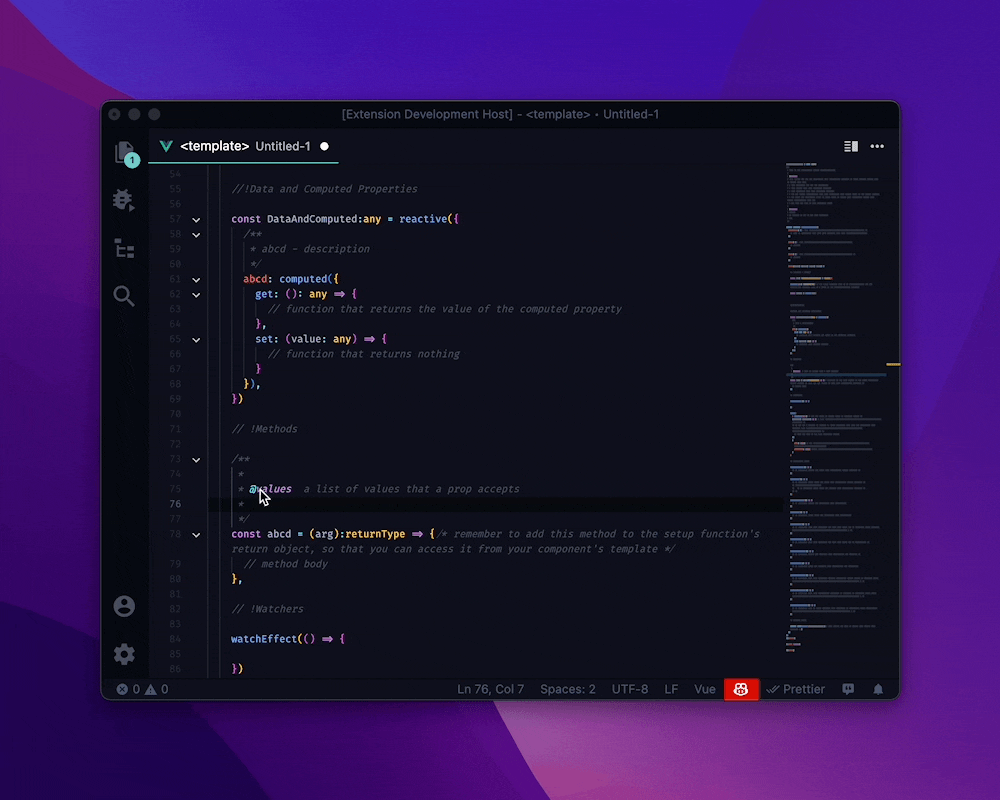 [Extension Development Host] - <template> • Untitled-1
1
<template> Untitled-1
54
55 //!Data and Computed Properties
56
57 const DataAndComputed:any = reactive({
58 /**
59 * abcd - description
60 */
61 abcd: computed({
62 get: (): any => {
63 // function that returns the value of the computed property
64 },
65 set: (value: any) => {
66 // function that returns nothing
67 }
68 }),
69 })
70
71 // !Methods
72
73 /**
74 *
75 * @values a list of values that a prop accepts
76 *
77 */
78 const abcd = (arg):returnType => {/* remember to add this method to the setup function's
return object, so that you can access it from your component's template */
79 // method body
80 },
81
82 // !Watchers
83
84 watchEffect(() => {
85
86 })
0 0 Ln 76, Col 7 Spaces: 2 UTF-8 LF Vue Prettier